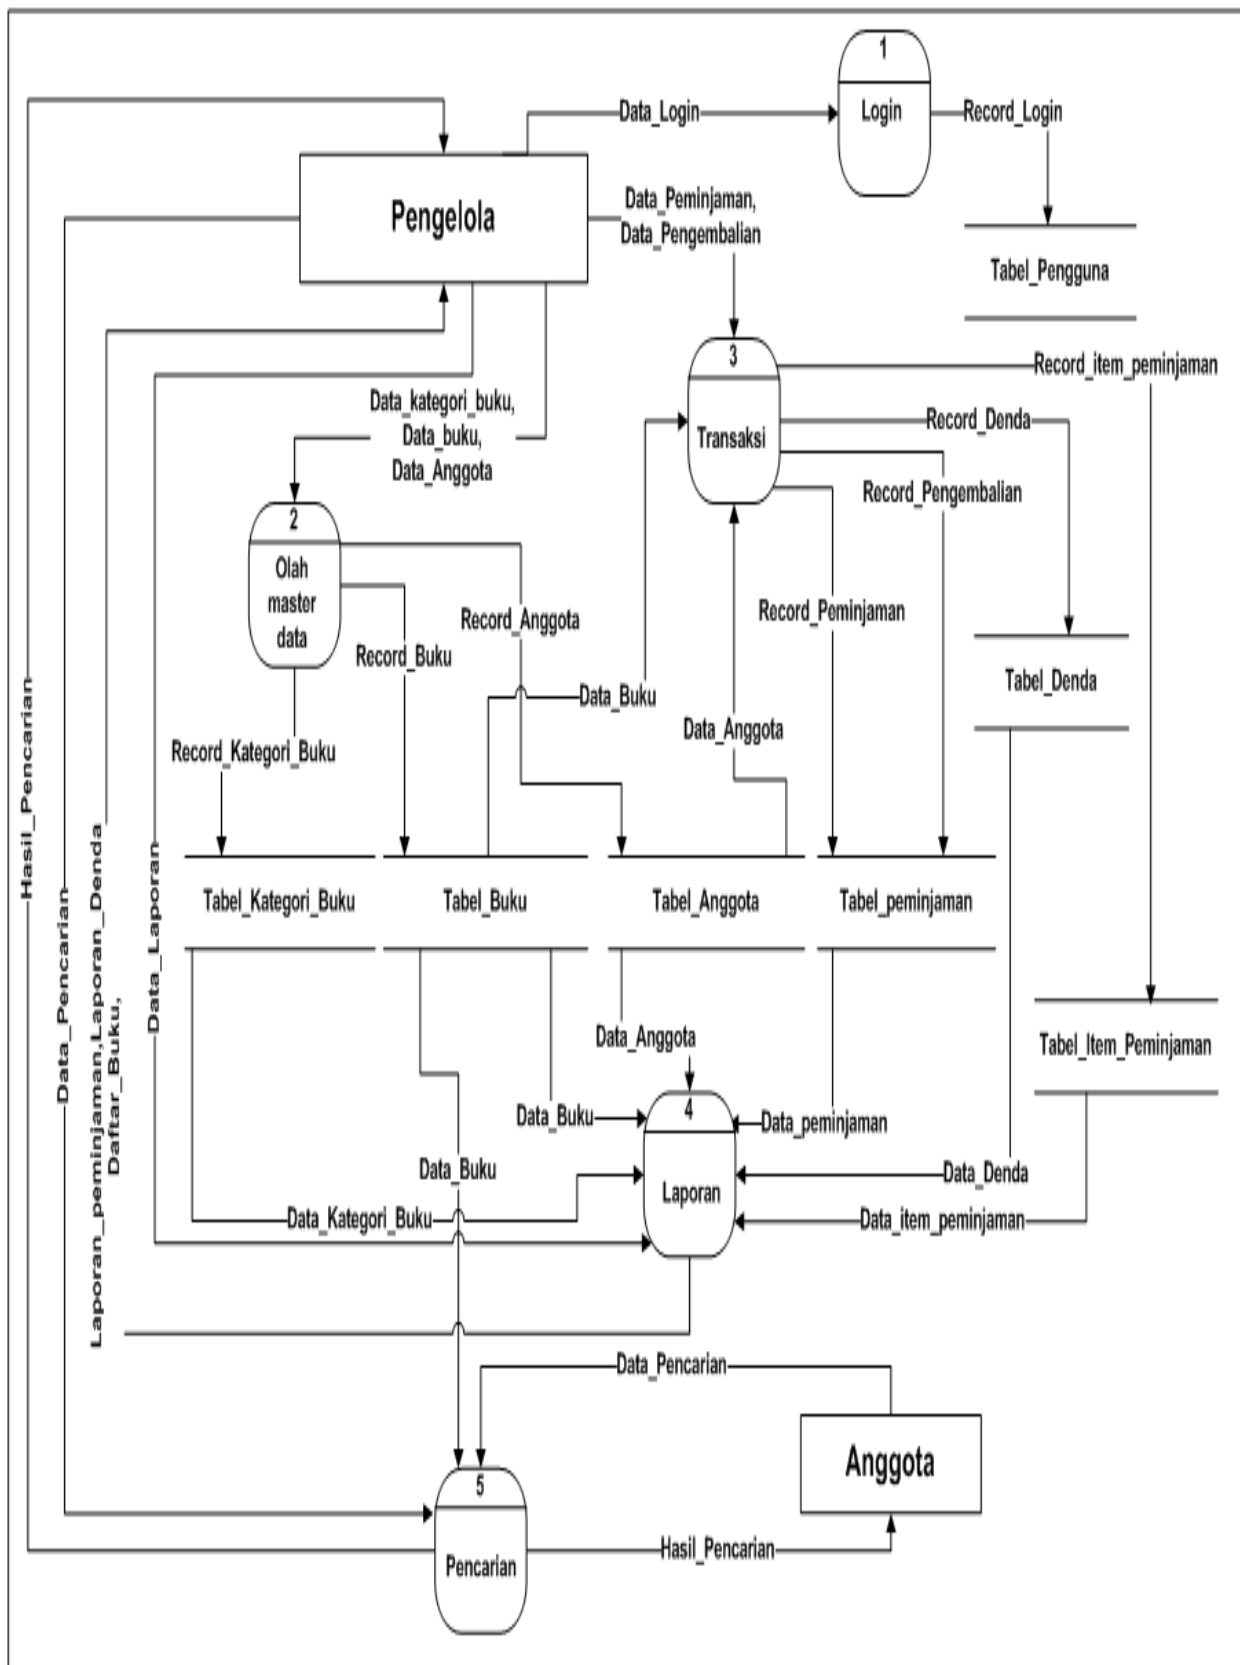 1
Login
Data_Login
Record_Login
Pengelola
Data_Peminjaman,
Data_Pengembalian
Tabel_Pengguna
3
Transaksi
Record_item_peminjaman
Record_Denda
Record_Pengembalian
Data_kategori_buku,
Data_buku,
Data_Anggota
2
Olah
master
data
Record_Anggota
Record_Buku
Record_Peminjaman
Data_Buku
Data_Anggota
Tabel_Denda
Record_Kategori_Buku
Hasil_Pencarian
Data_Pencarian
Laporan_peminjaman,Laporan_Denda
Daftar_Buku,
Data_Laporan
Tabel_Kategori_Buku
Tabel_Buku
Tabel_Anggota
Tabel_peminjaman
Tabel_Item_Peminjaman
Data_Anggota
Data_Buku
4
Laporan
Data_peminjaman
Data_Buku
Data_Denda
Data_Kategori_Buku
Data_item_peminjaman
Data_Pencarian
Anggota
5
Pencarian
Hasil_Pencarian